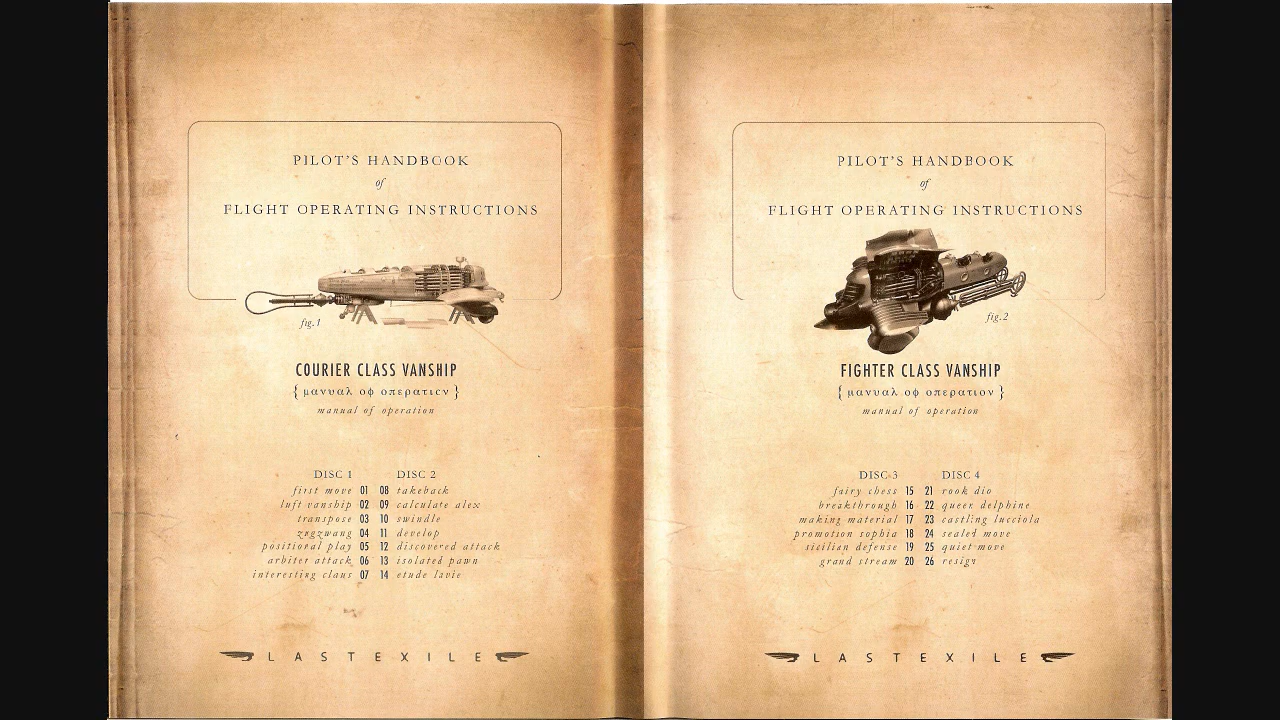 PILOT'S HANDBOOK
of
FLIGHT OPERATING INSTRUCTIONS
fig.1
COURIER CLASS VANSHIP
{ μανυαλ οφ οπερατιον }
manual of operation
DISC 1 DISC 2
first move 01 08 takeback
luft vanship 02 09 calculate alex
transpose 03 10 swindle
zugzwang 04 11 develop
positional play 05 12 discovered attack
arbiter attack 06 13 isolated pawn
interesting claus 07 14 etude lavie
LASTEXILE
PILOT'S HANDBOOK
of
FLIGHT OPERATING INSTRUCTIONS
fig.2
FIGHTER CLASS VANSHIP
{ μανυαλ οφ οπερατιον }
manual of operation
DISC 3 DISC 4
fairy chess 15 21 rook dio
breakthrough 16 22 queen delphine
making material 17 23 castling lucciola
promotion sophia 18 24 sealed move
sicilian defense 19 25 quiet move
grand stream 20 26 resign
LASTEXILE